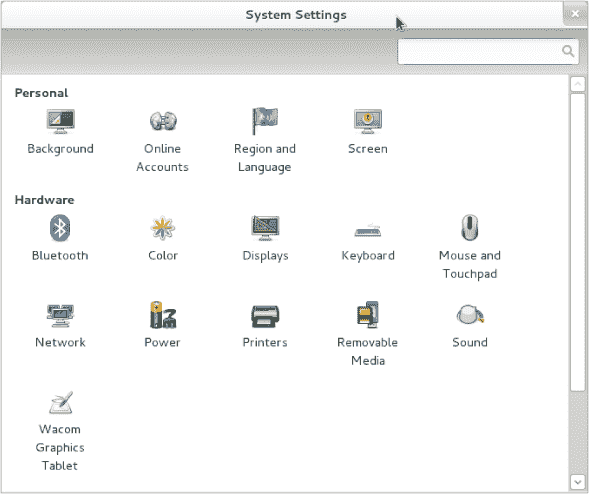 System Settings
Personal
Background
Online
Accounts
Region and
Language
Screen
Hardware
Bluetooth
Color
Displays
Keyboard
Mouse and
Touchpad
Network
Power
Printers
Removable
Media
Sound
Wacom
Graphics
Tablet